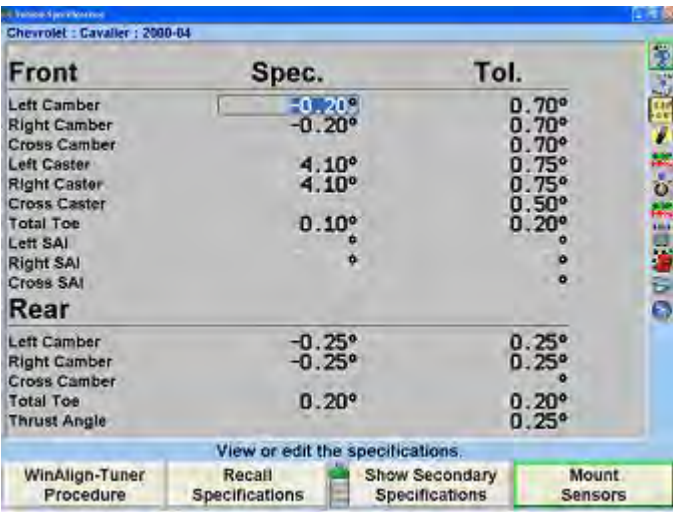 Vehicle Specifications
Chevrolet : Cavalier : 2000-04
Front Spec. Tol.
Left Camber -0.20° 0.70°
Right Camber -0.20° 0.70°
Cross Camber 0.70°
Left Caster 4.10° 0.75°
Right Caster 4.10° 0.75°
Cross Caster 0.50°
Total Toe 0.10° 0.20°
Left SAI ° °
Right SAI ° °
Cross SAI °
Rear
Left Camber -0.25° 0.25°
Right Camber -0.25° 0.25°
Cross Camber °
Total Toe 0.20° 0.20°
Thrust Angle 0.25°
View or edit the specifications.
WinAlign-Tuner Procedure
Recall Specifications
Show Secondary Specifications
Mount Sensors